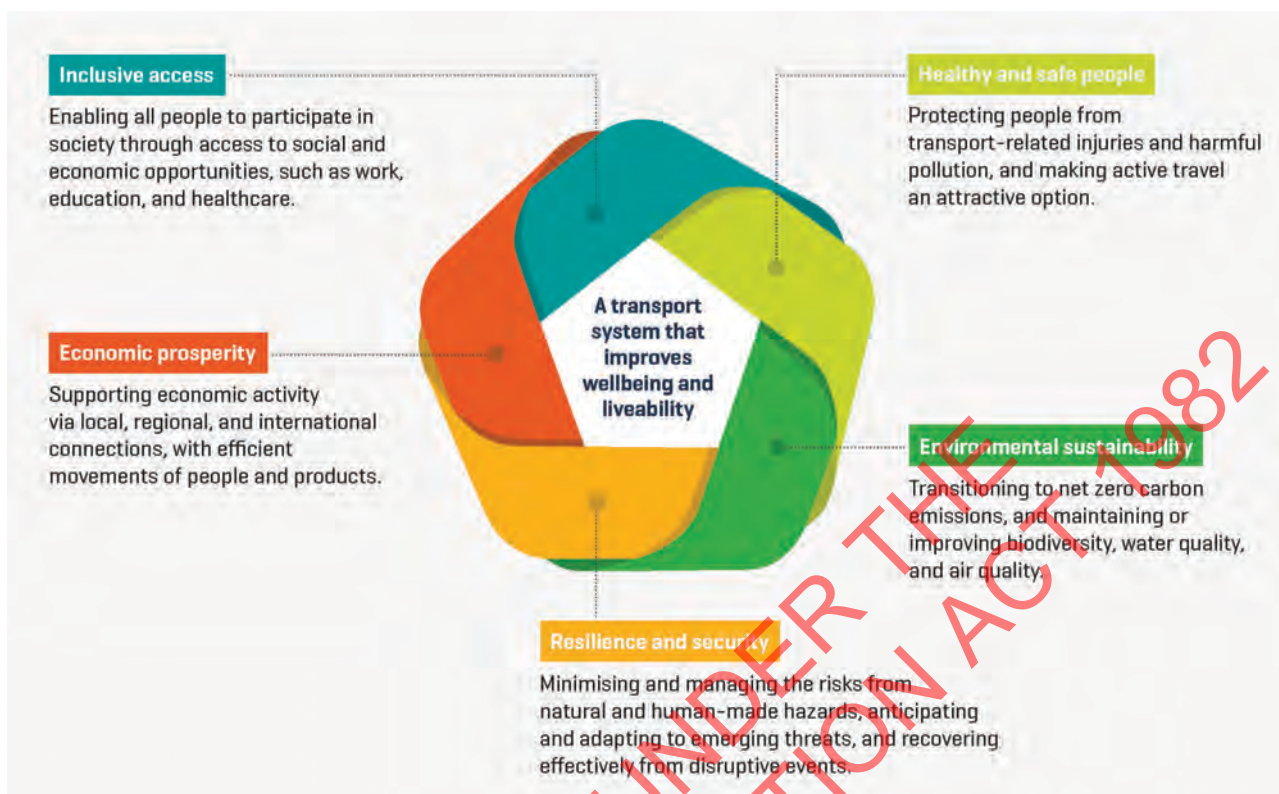 Inclusive access
Enabling all people to participate in
society through access to social and
economic opportunities, such as work,
education, and healthcare.
Healthy and safe people
Protecting people from
transport-related injuries and harmful
pollution, and making active travel
an attractive option.
A transport
system that
improves
wellbeing and
liveability
Economic prosperity
Supporting economic activity
via local, regional, and international
connections, with efficient
movements of people and products.
Environmental sustainability
Transitioning to net zero carbon
emissions, and maintaining or
improving biodiversity, water quality,
and air quality.
Resilience and security
Minimising and managing the risks from
natural and human-made hazards, anticipating
and adapting to emerging threats, and recovering
effectively from disruptive events.
UNDER THE
ACT 1982